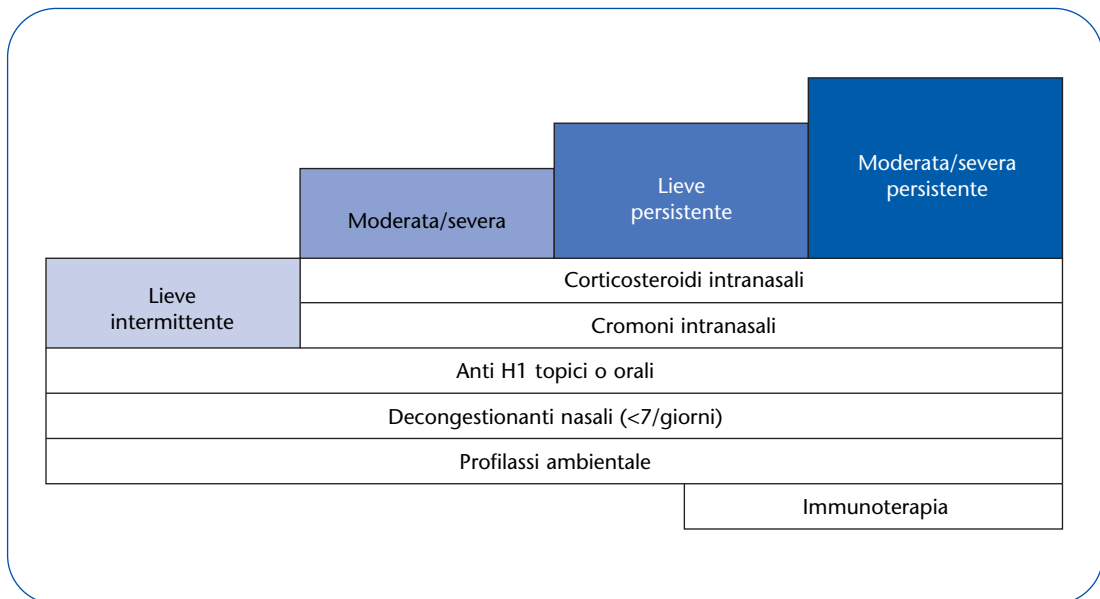 Moderata/severa
persistente
Lieve
persistente
Moderata/severa
Lieve
intermittente
Corticosteroidi intranasali
Cromoni intranasali
Anti H1 topici o orali
Decongestionanti nasali (<7/giorni)
Profilassi ambientale
Immunoterapia